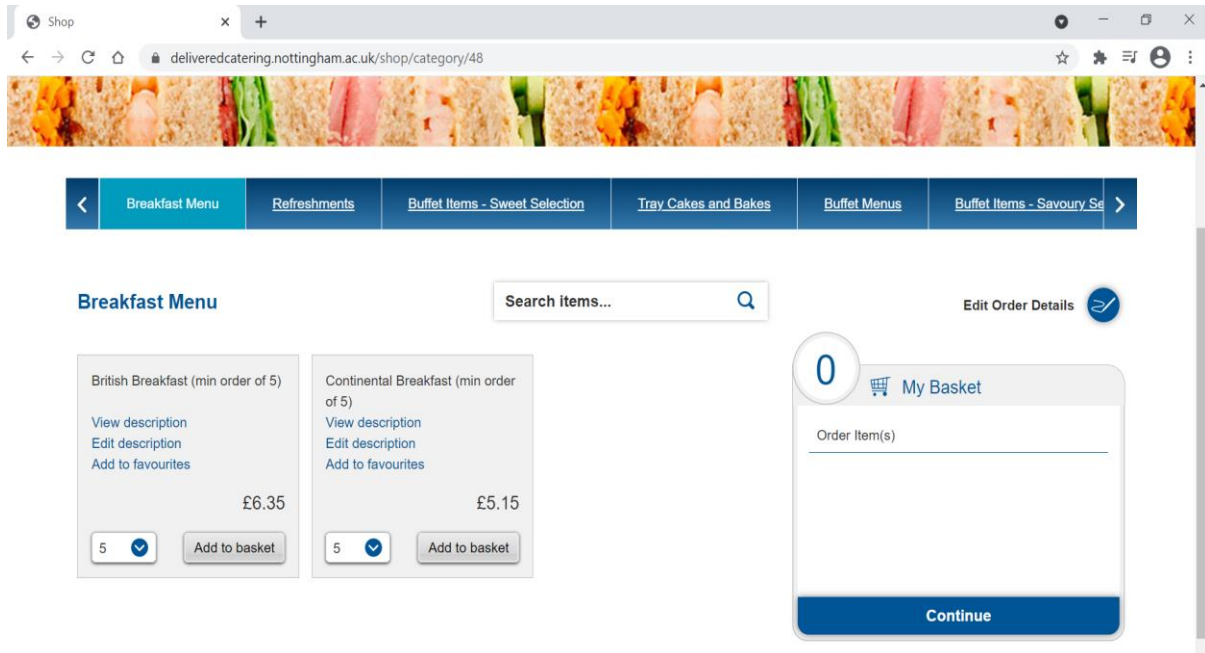 Shop
deliveredcatering.nottingham.ac.uk/shop/category/48
Breakfast Menu
Refreshments
Buffet Items - Sweet Selection
Tray Cakes and Bakes
Buffet Menus
Buffet Items - Savoury Se
Breakfast Menu
Search items...
Edit Order Details
British Breakfast (min order of 5)
View description
Edit description
Add to favourites
£6.35
5
Add to basket
Continental Breakfast (min order
of 5)
View description
Edit description
Add to favourites
£5.15
5
Add to basket
0
My Basket
Order Item(s)
Continue